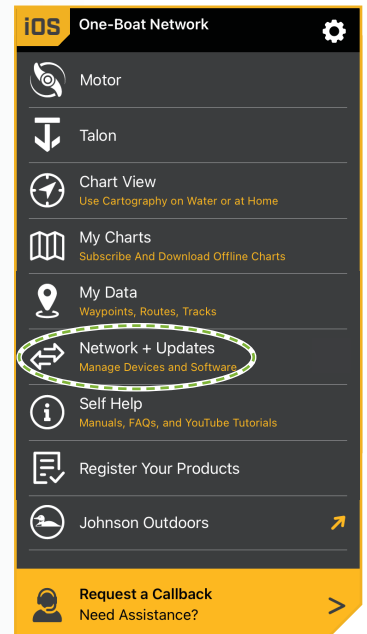 iOS One-Boat Network
Motor
Talon
Chart View
Use Cartography on Water or at Home
My Charts
Subscribe And Download Offline Charts
My Data
Waypoints, Routes, Tracks
Network + Updates
Manage Devices and Software
Self Help
Manuals, FAQs, and YouTube Tutorials
Register Your Products
Johnson Outdoors
Request a Callback
Need Assistance?